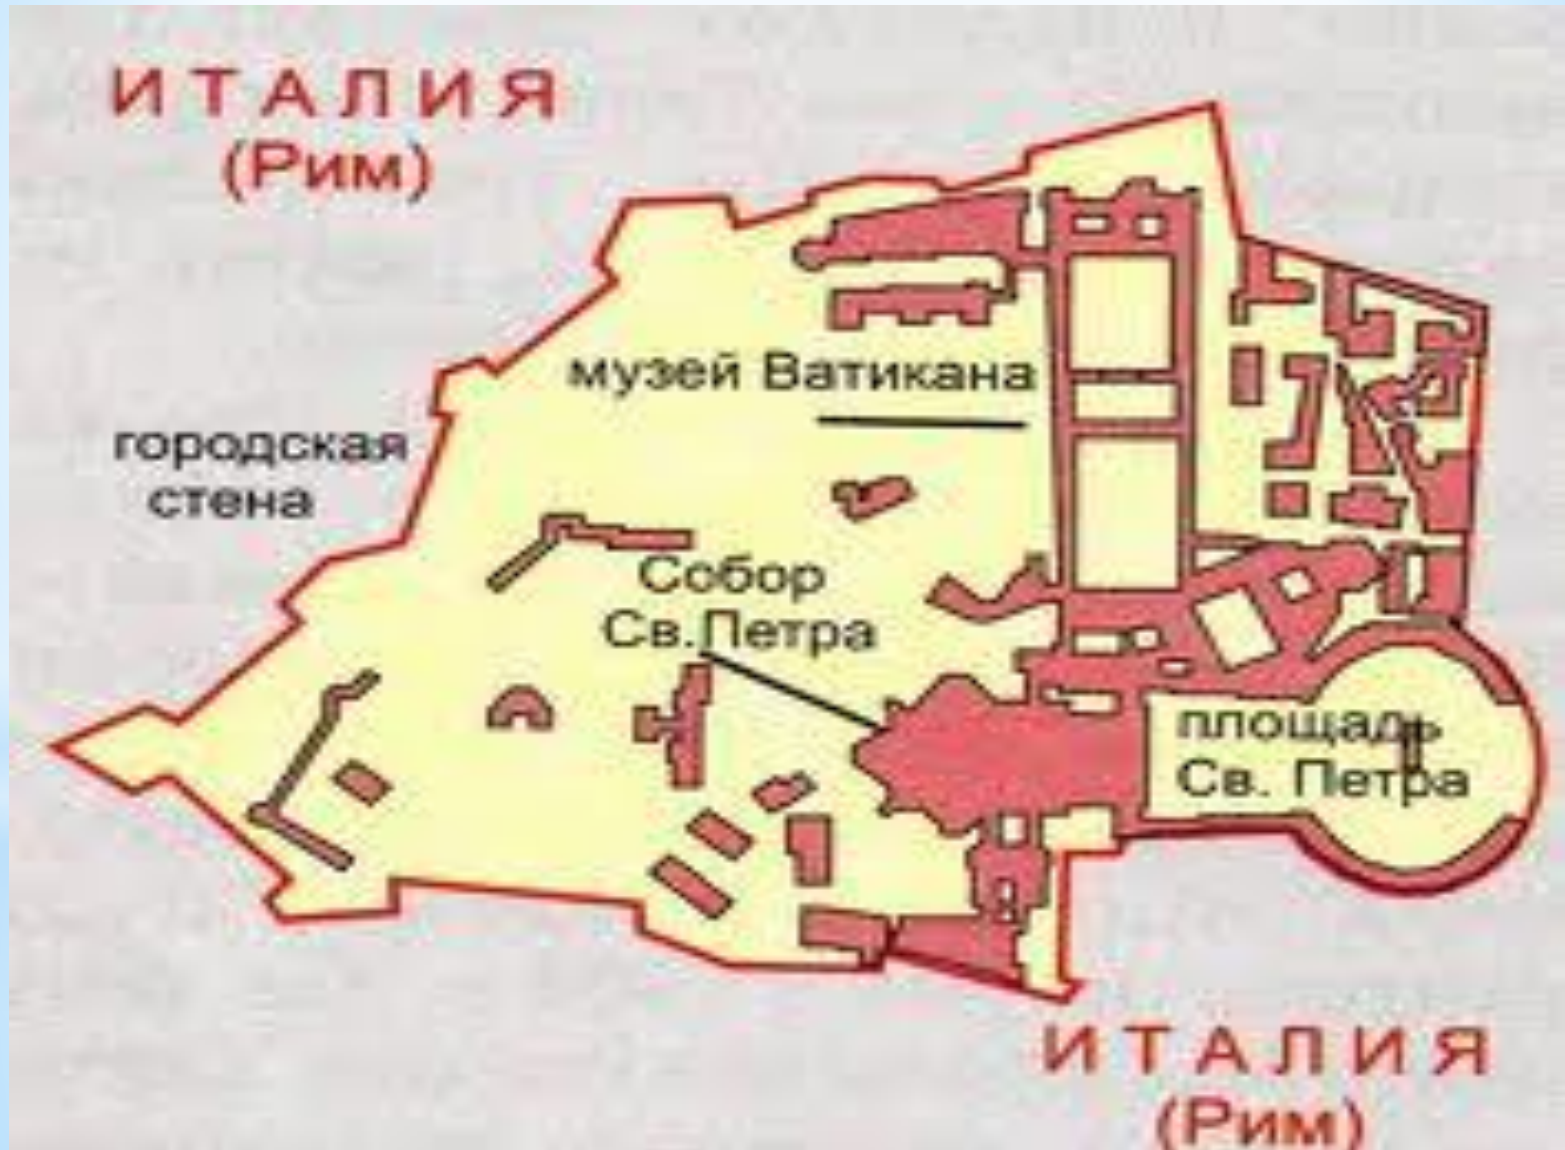 ИТАЛИЯ
(Рим)
музей Ватикана
городская
стена
Собор
Св.Петра
площадь
Св. Петра
ИТАЛИЯ
(Рим)